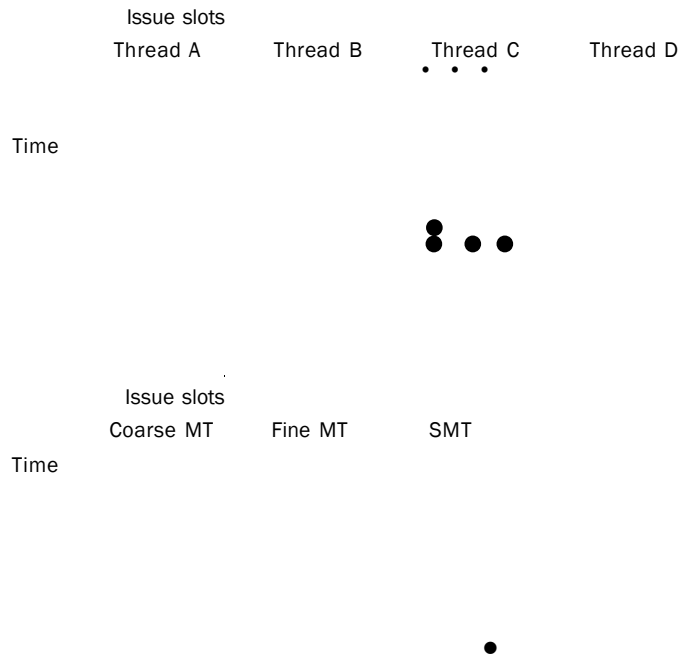 Issue slots
Thread A Thread B Thread C Thread D
Time
Issue slots
Coarse MT Fine MT SMT
Time